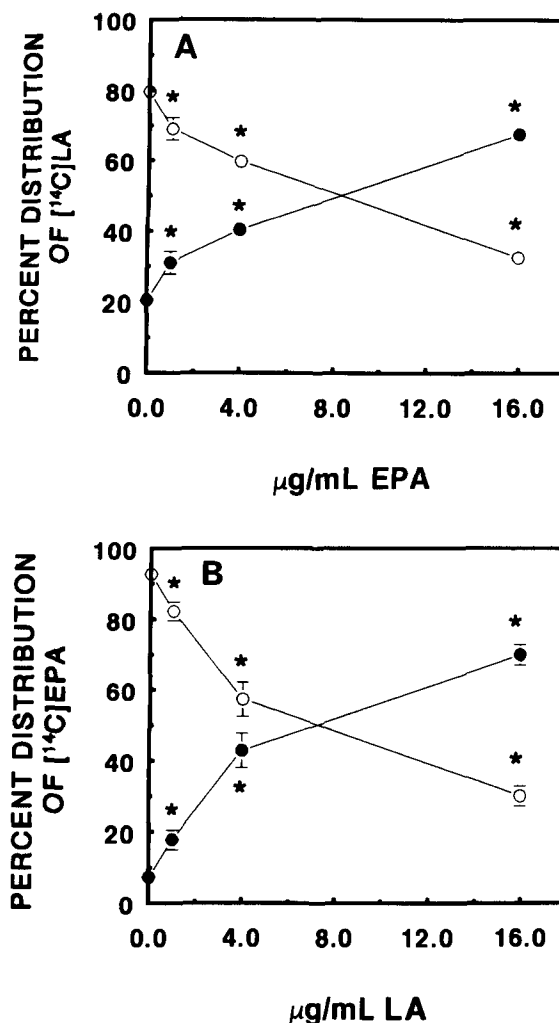 A
PERCENT DISTRIBUTION
OF [¹⁴C]LA
100
80
60
40
20
0
* * * * * *
0.0 4.0 8.0 12.0 16.0
µg/mL EPA
B
PERCENT DISTRIBUTION
OF [¹⁴C]EPA
100
80
60
40
20
0
* * * * * *
0.0 4.0 8.0 12.0 16.0
µg/mL LA